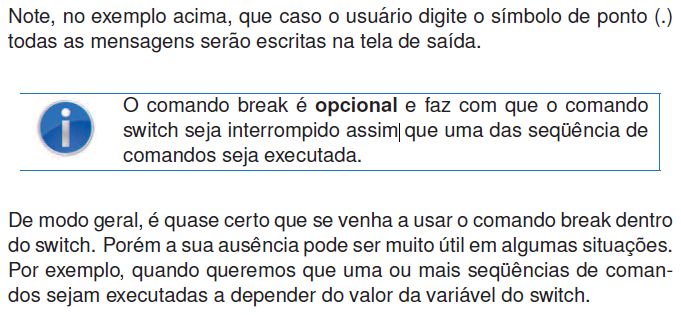 Note, no exemplo acima, que caso o usuário digite o símbolo de ponto (.)
todas as mensagens serão escritas na tela de saída.
O comando break é opcional e faz com que o comando
switch seja interrompido assim que uma das seqüência de
comandos seja executada.
De modo geral, é quase certo que se venha a usar o comando break dentro
do switch. Porém a sua ausência pode ser muito útil em algumas situações.
Por exemplo, quando queremos que uma ou mais seqüências de coman-
dos sejam executadas a depender do valor da variável do switch.